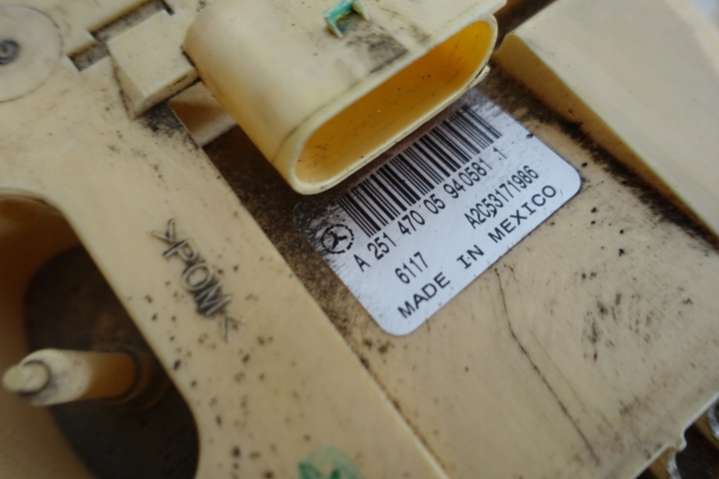 A 251 470 05 94 0581 1
6117 A2C53171986
MADE IN MEXICO
>POM<